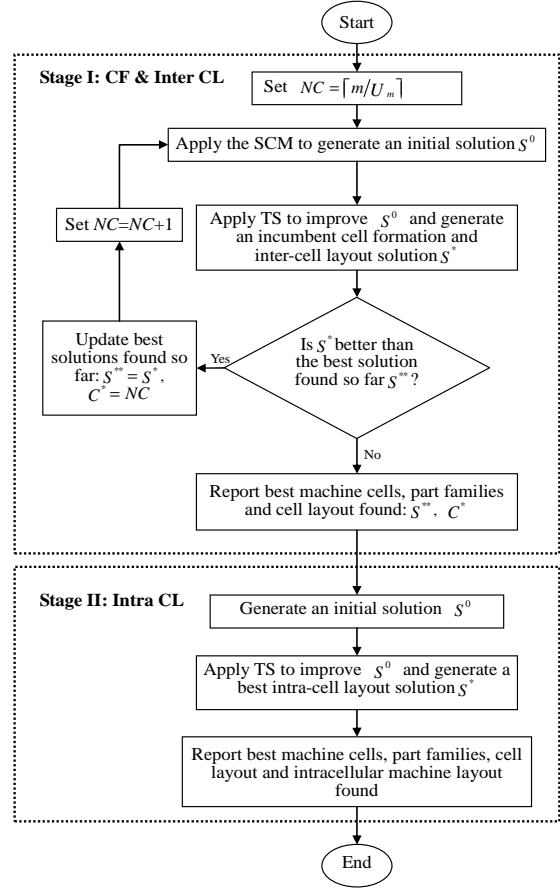 Start
Stage I: CF & Inter CL
Set NC = ⌈m/Uₘ⌉
Apply the SCM to generate an initial solution S⁰
Set NC=NC+1
Apply TS to improve S⁰ and generate
an incumbent cell formation and
inter-cell layout solution S*
Update best
solutions found so
far: S** = S*,
C* = NC
Yes
Is S* better than
the best solution
found so far S**?
No
Report best machine cells, part families
and cell layout found: S**, C*
Stage II: Intra CL
Generate an initial solution S⁰
Apply TS to improve S⁰ and generate a
best intra-cell layout solution S*
Report best machine cells, part families, cell
layout and intracellular machine layout
found
End